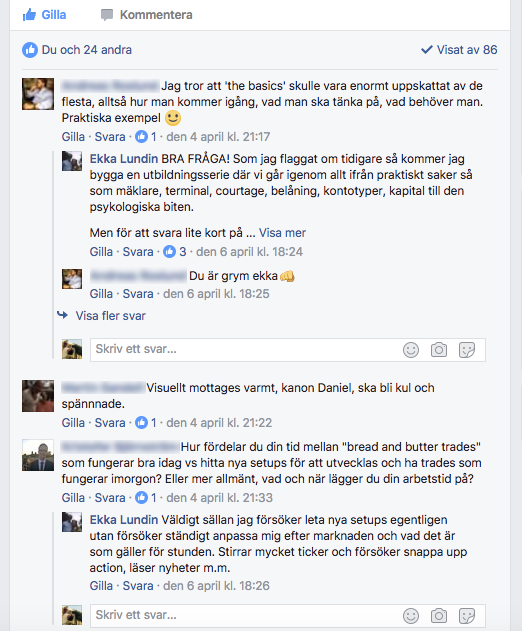 Gilla Kommentera
Du och 24 andra Visat av 86
Jag tror att 'the basics' skulle vara enormt uppskattat av de
flesta, alltså hur man kommer igång, vad man ska tänka på, vad behöver man.
Praktiska exempel 🙂
Gilla · Svara · 1 · den 4 april kl. 21:17
Ekka Lundin BRA FRÅGA! Som jag flaggat om tidigare så kommer jag
bygga en utbildningsserie där vi går igenom allt ifrån praktiskt saker så
som mäklare, terminal, courtage, belåning, kontotyper, kapital till den
psykologiska biten.
Men för att svara lite kort på ... Visa mer
Gilla · Svara · 3 · den 6 april kl. 18:24
Du är grym ekka👊
Gilla · Svara · den 6 april kl. 18:25
Visa fler svar
Skriv ett svar...
Visuellt mottages varmt, kanon Daniel, ska bli kul och
spännnade.
Gilla · Svara · 1 · den 4 april kl. 21:22
Hur fördelar du din tid mellan "bread and butter trades"
som fungerar bra idag vs hitta nya setups för att utvecklas och ha trades som
fungerar imorgon? Eller mer allmänt, vad och när lägger du din arbetstid på?
Gilla · Svara · 1 · den 4 april kl. 21:33
Ekka Lundin Väldigt sällan jag försöker leta nya setups egentligen
utan försöker ständigt anpassa mig efter marknaden och vad det är
som gäller för stunden. Stirrar mycket ticker och försöker snappa upp
action, läser nyheter m.m.
Gilla · Svara · den 6 april kl. 18:26
Skriv ett svar...